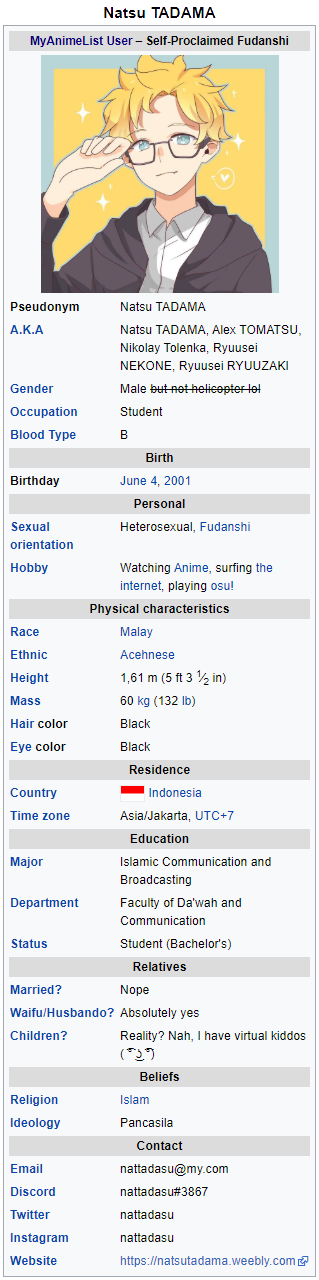 Natsu TADAMA
MyAnimeList User – Self-Proclaimed Fudanshi
Pseudonym Natsu TADAMA
A.K.A Natsu TADAMA, Alex TOMATSU,
Nikolay Tolenka, Ryuusei
NEKONE, Ryuusei RYUUZAKI
Gender Male but not helicopter lol
Occupation Student
Blood Type B
Birth
Birthday June 4, 2001
Personal
Sexual orientation Heterosexual, Fudanshi
Hobby Watching Anime, surfing the
internet, playing osu!
Physical characteristics
Race Malay
Ethnic Acehnese
Height 1,61 m (5 ft 3 1⁄2 in)
Mass 60 kg (132 lb)
Hair color Black
Eye color Black
Residence
Country Indonesia
Time zone Asia/Jakarta, UTC+7
Education
Major Islamic Communication and
Broadcasting
Department Faculty of Da'wah and
Communication
Status Student (Bachelor's)
Relatives
Married? Nope
Waifu/Husbando? Absolutely yes
Children? Reality? Nah, I have virtual kiddos
( ͡° ͜ʖ ͡°)
Beliefs
Religion Islam
Ideology Pancasila
Contact
Email nattadasu@my.com
Discord nattadasu#3867
Twitter nattadasu
Instagram nattadasu
Website https://natsutadama.weebly.com